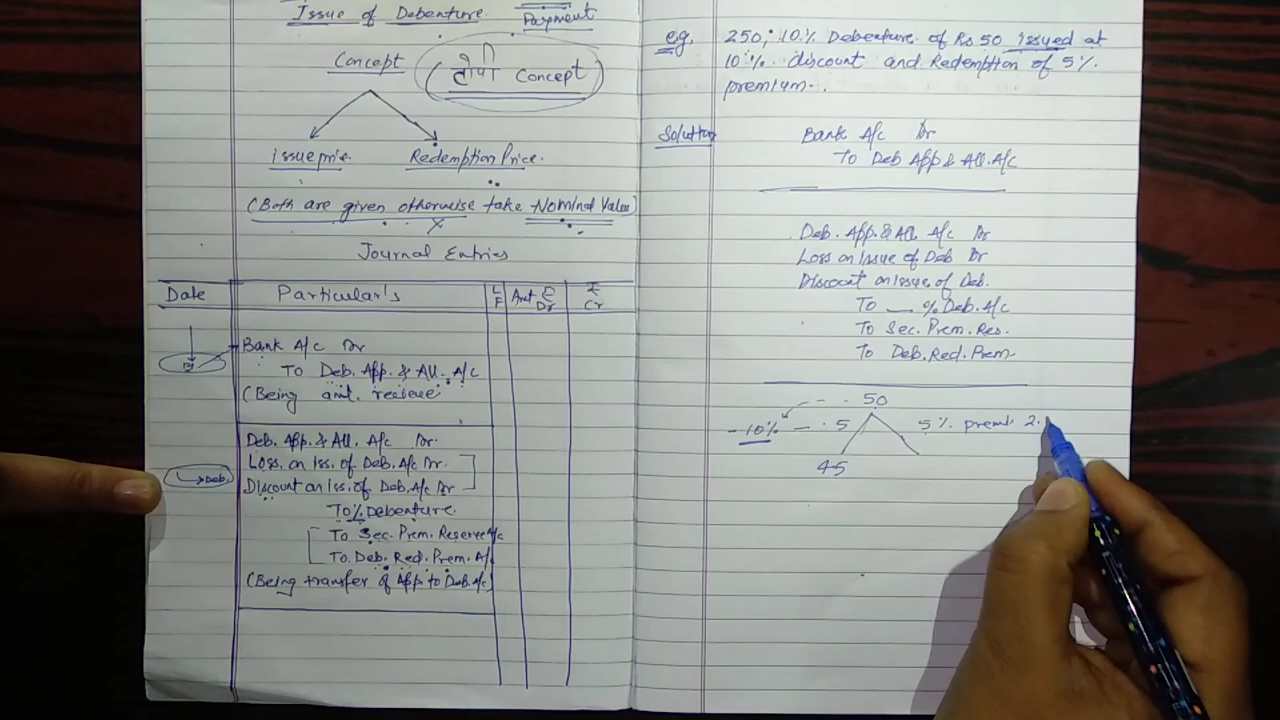 Issue of Debenture. Payment
Concept
(टोपी Concept)
Issue price. Redemption Price.
(Both are given otherwise take Nominal Value)
Journal Entries
Date Particular's L F Amt ₹ Dr ₹ Cr
Bank A/c Dr
To Deb. App. & All. A/c
(Being amt. receieve
Deb. App. & All. A/c Dr.
Loss. on Iss. of Deb. A/c Dr.
Deb.
Discount on Iss. of Deb. A/c Dr
To % Debenture.
To Sec. Prem. Reserve A/c
To Deb. Red. Prem. A/c
(Being transfer of App to Deb. A/c)
e.g. 250, 10% Debenture of Rs 50 issued at
10% discount and Redemption of 5%
premium.
Solution Bank A/c Dr
To Deb App & All. A/c
Deb. App. & All A/c Dr
Loss on Issue of Deb Dr
Discount on Issue of Deb.
To __ % Deb. A/c
To Sec. Prem. Res.
To Deb. Red. Prem.
50
-10% - 5 5% prem. 2.
45